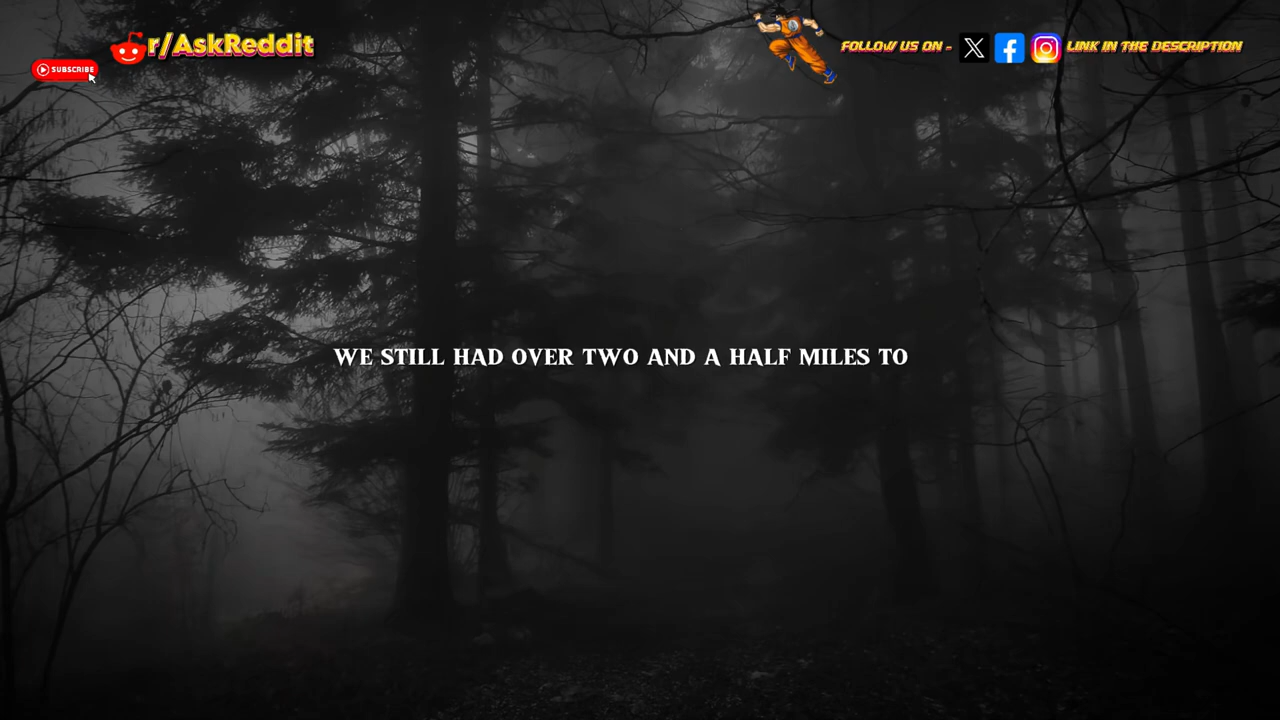 r/AskReddit
SUBSCRIBE
FOLLOW US ON - LINK IN THE DESCRIPTION
WE STILL HAD OVER TWO AND A HALF MILES TO